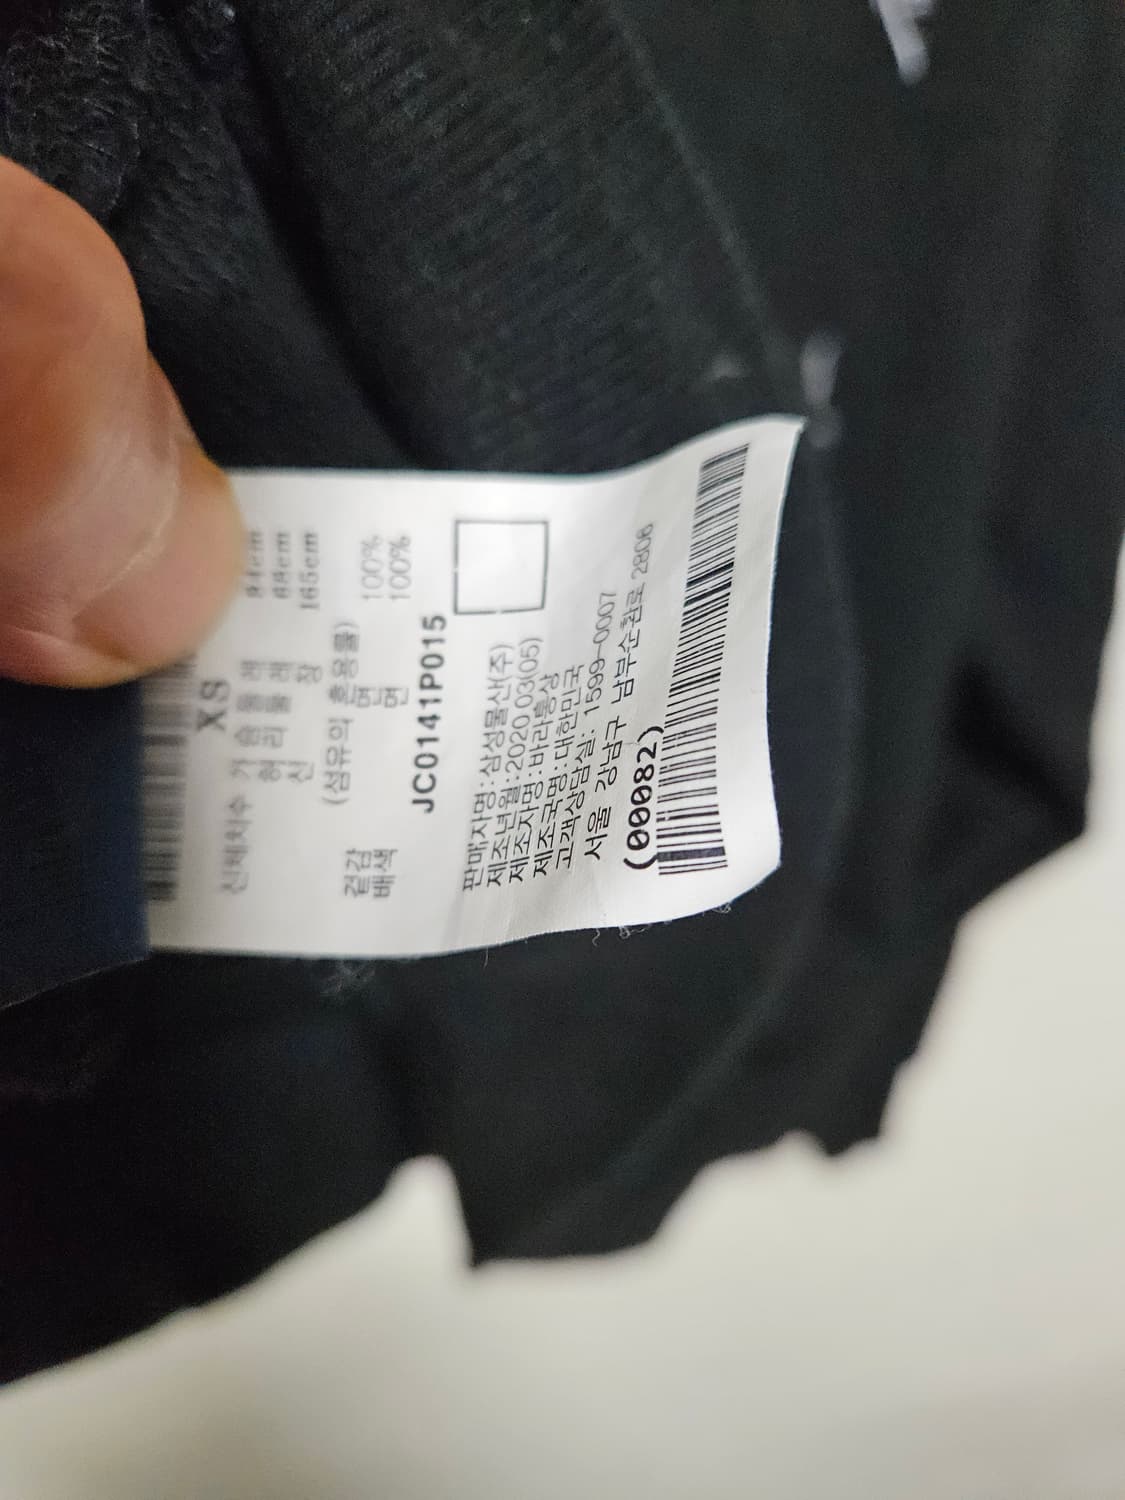 신체치수 XS
가슴둘레 84cm
허리둘레 68cm
신장 165cm
(섬유의 혼용율)
겉감 면 100%
배색 면 100%
JC0141P015
판매자명:삼성물산(주)
제조년월:2020 03(05)
제조자명:바라통상
제조국명:대한민국
고객상담실: 1599-0007
서울 강남구 남부순환로 2806
(00082)